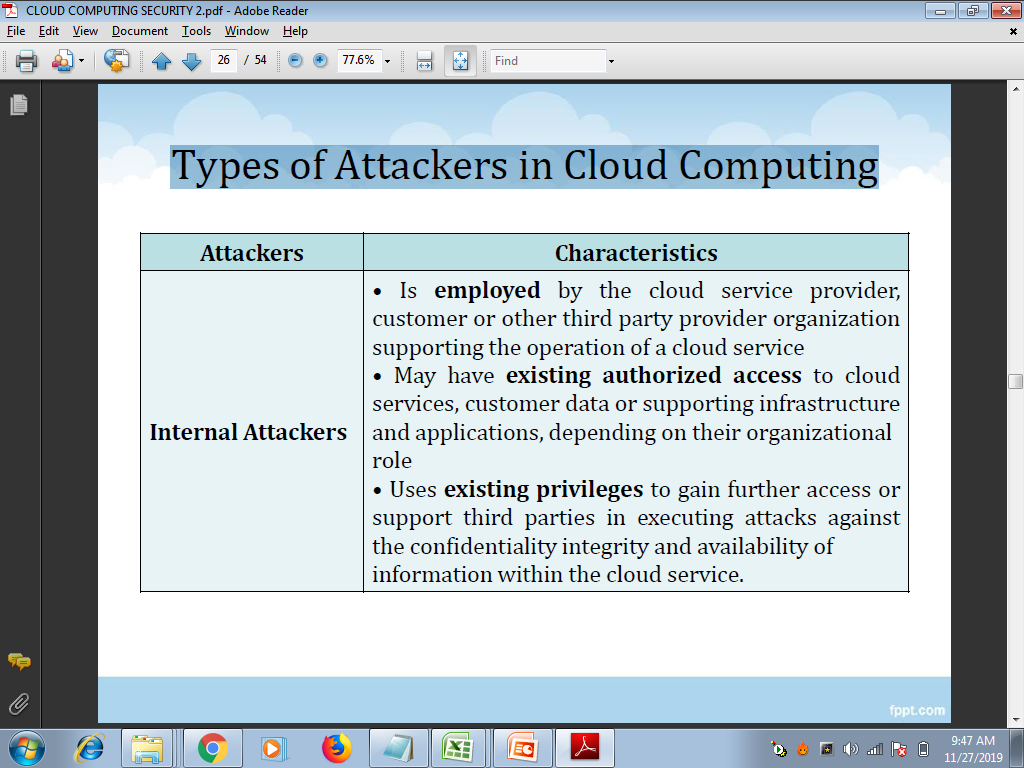 CLOUD COMPUTING SECURITY 2.pdf - Adobe Reader
File Edit View Document Tools Window Help
26 / 54 77.6% Find
Types of Attackers in Cloud Computing
Attackers Characteristics
Internal Attackers
• Is employed by the cloud service provider,
customer or other third party provider organization
supporting the operation of a cloud service
• May have existing authorized access to cloud
services, customer data or supporting infrastructure
and applications, depending on their organizational
role
• Uses existing privileges to gain further access or
support third parties in executing attacks against
the confidentiality integrity and availability of
information within the cloud service.
fppt.com
9:47 AM
11/27/2019